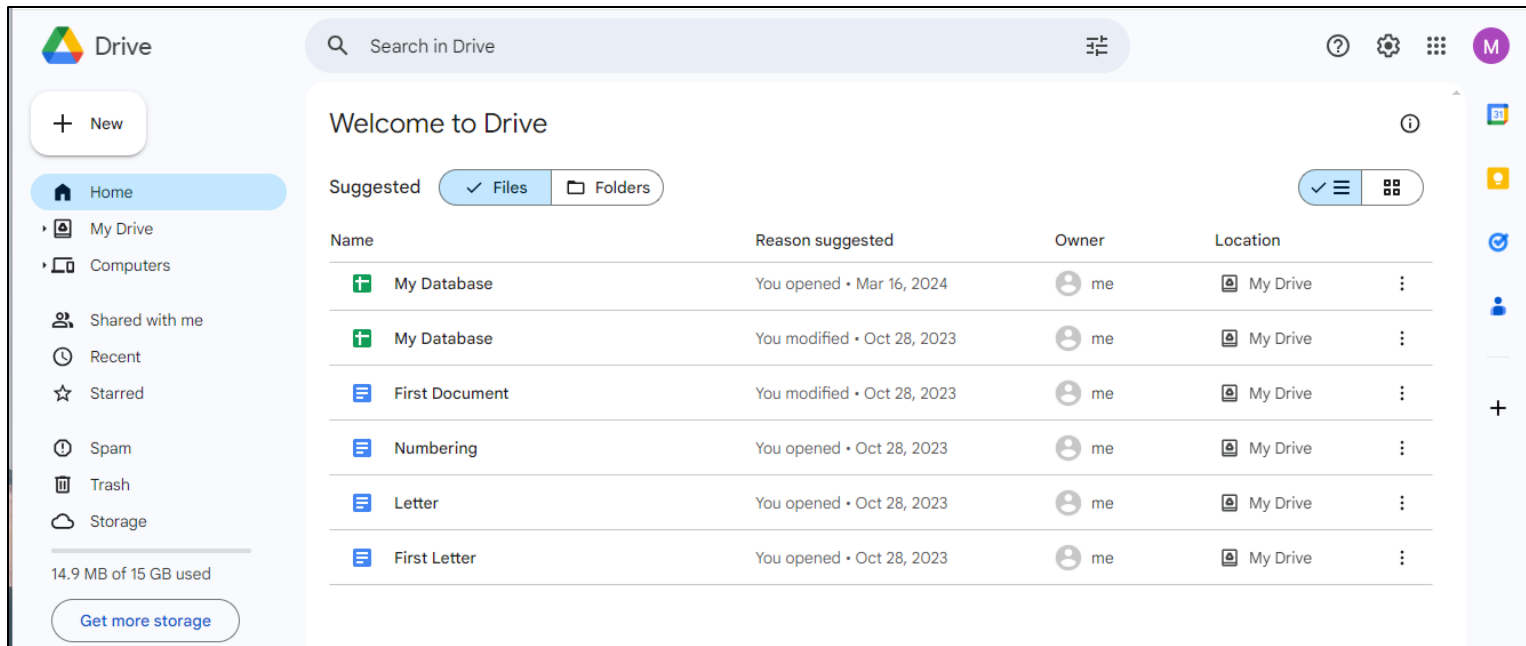 Drive
Search in Drive
M
New
Home
My Drive
Computers
Shared with me
Recent
Starred
Spam
Trash
Storage
14.9 MB of 15 GB used
Get more storage
Welcome to Drive
Suggested Files Folders
Name Reason suggested Owner Location
My Database You opened • Mar 16, 2024 me My Drive
My Database You modified • Oct 28, 2023 me My Drive
First Document You modified • Oct 28, 2023 me My Drive
Numbering You opened • Oct 28, 2023 me My Drive
Letter You opened • Oct 28, 2023 me My Drive
First Letter You opened • Oct 28, 2023 me My Drive
31